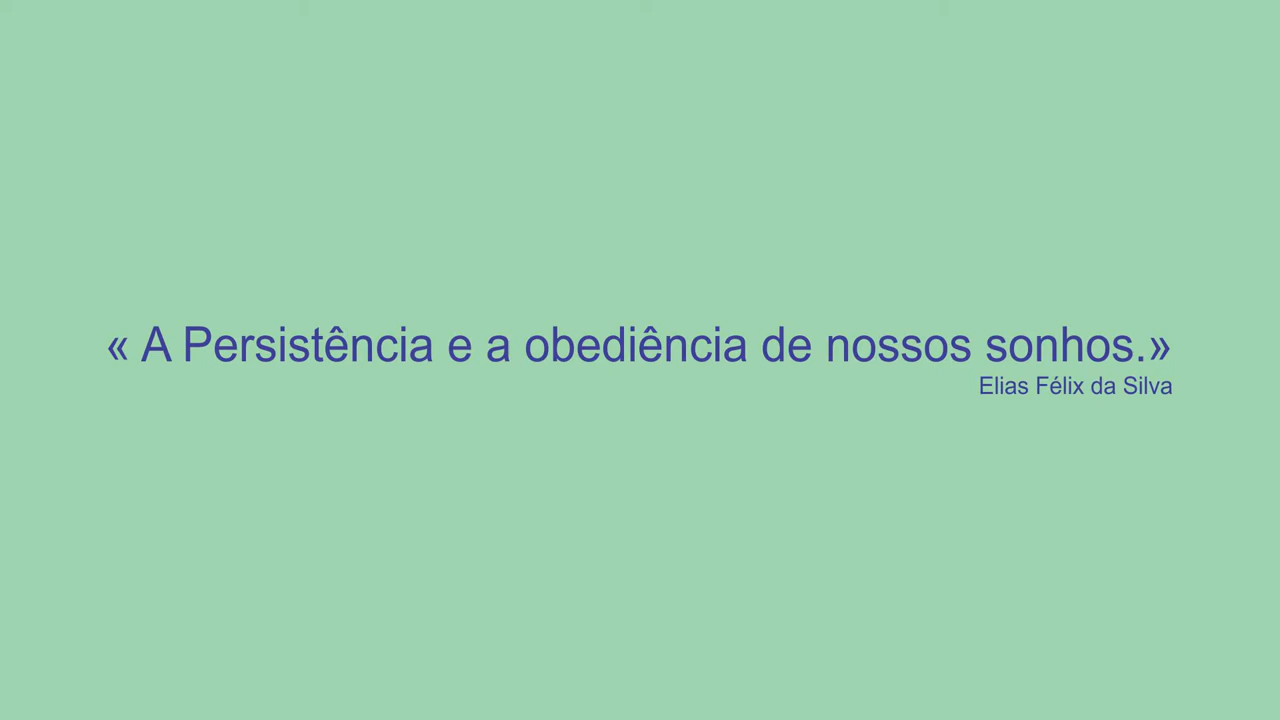 « A Persistência e a obediência de nossos sonhos.»
Elias Félix da Silva